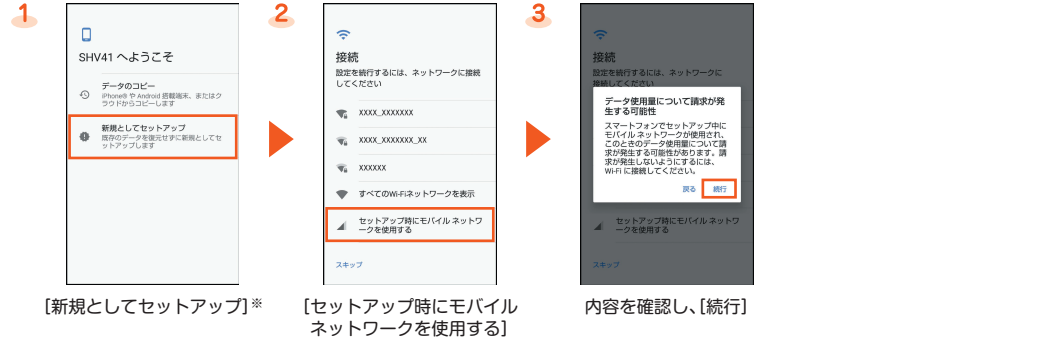 1
SHV41 へようこそ
データのコピー
iPhone® や Android 搭載端末、またはク
ラウドからコピーします
新規としてセットアップ
既存のデータを復元せずに新規としてセ
ットアップします
[新規としてセットアップ]※
2
接続
設定を続行するには、ネットワークに接続
してください
XXXX_XXXXXXX
XXXX_XXXXXXX_XX
XXXXXX
すべてのWi-Fiネットワークを表示
セットアップ時にモバイル ネットワ
ークを使用する
スキップ
[セットアップ時にモバイル
ネットワークを使用する]
3
接続
設定を続行するには、ネットワークに
接続してください
データ使用量について請求が発
生する可能性
スマートフォンでセットアップ中に
モバイル ネットワークが使用され、
このときのデータ使用量について請
求が発生する可能性があります。請
求が発生しないようにするには、
Wi-Fi に接続してください。
戻る 続行
セットアップ時にモバイル ネットワ
ークを使用する
スキップ
内容を確認し、[続行]